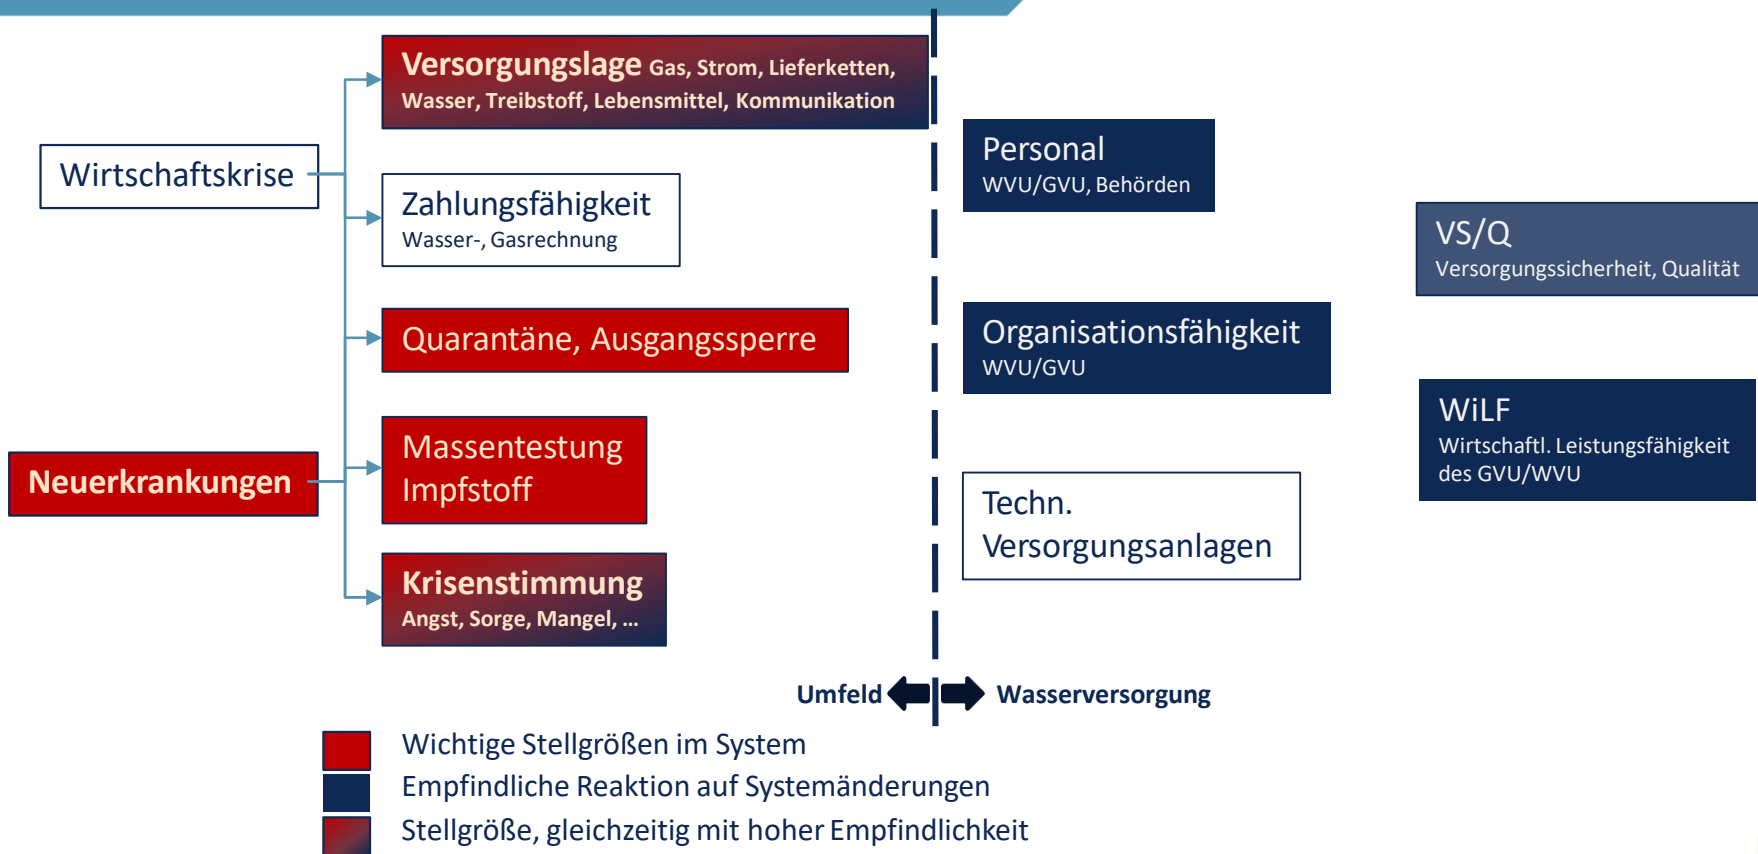 Versorgungslage Gas, Strom, Lieferketten,
Wasser, Treibstoff, Lebensmittel, Kommunikation
Wirtschaftskrise
Zahlungsfähigkeit
Wasser-, Gasrechnung
Quarantäne, Ausgangssperre
Massentestung
Impfstoff
Neuerkrankungen
Krisenstimmung
Angst, Sorge, Mangel, ...
Personal
WVU/GVU, Behörden
Organisationsfähigkeit
WVU/GVU
Techn.
Versorgungsanlagen
VS/Q
Versorgungssicherheit, Qualität
WiLF
Wirtschaftl. Leistungsfähigkeit
des GVU/WVU
Umfeld
Wasserversorgung
Wichtige Stellgrößen im System
Empfindliche Reaktion auf Systemänderungen
Stellgröße, gleichzeitig mit hoher Empfindlichkeit